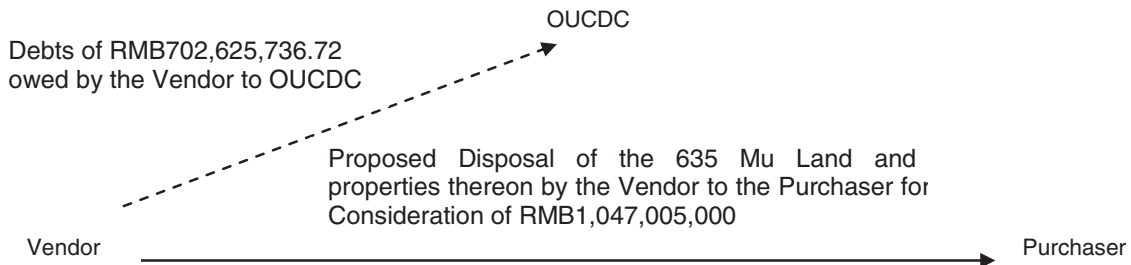 OUCDC
Debts of RMB702,625,736.72
owed by the Vendor to OUCDC
Proposed Disposal of the 635 Mu Land and
properties thereon by the Vendor to the Purchaser for
Consideration of RMB1,047,005,000
Vendor
Purchaser